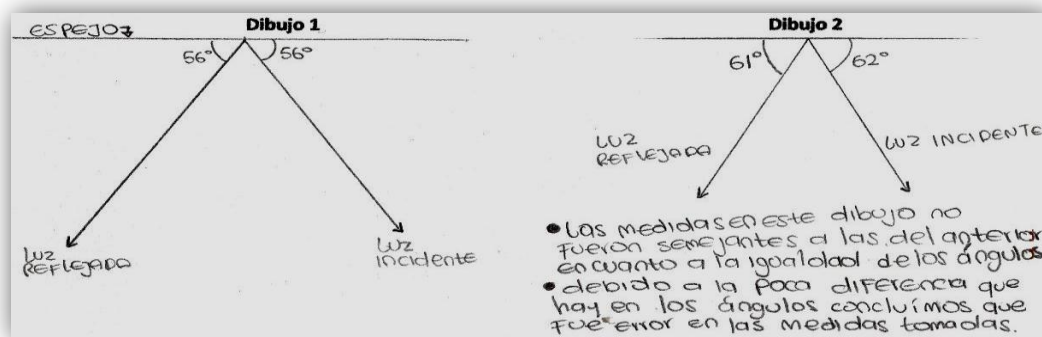 ESPEJO
Dibujo 1
56° 56°
LUZ
REFLEJADA
LUZ
Incidente
Dibujo 2
61° 62°
LUZ
REFLEJADA
LUZ INCIDENTE
• Las medidas en este dibujo no
fueron semejantes a las del anterior
en cuanto a la igualdad de los ángulos
• debido a la poca diferencia que
hay en los ángulos concluímos que
fue error en las medidas tomadas.